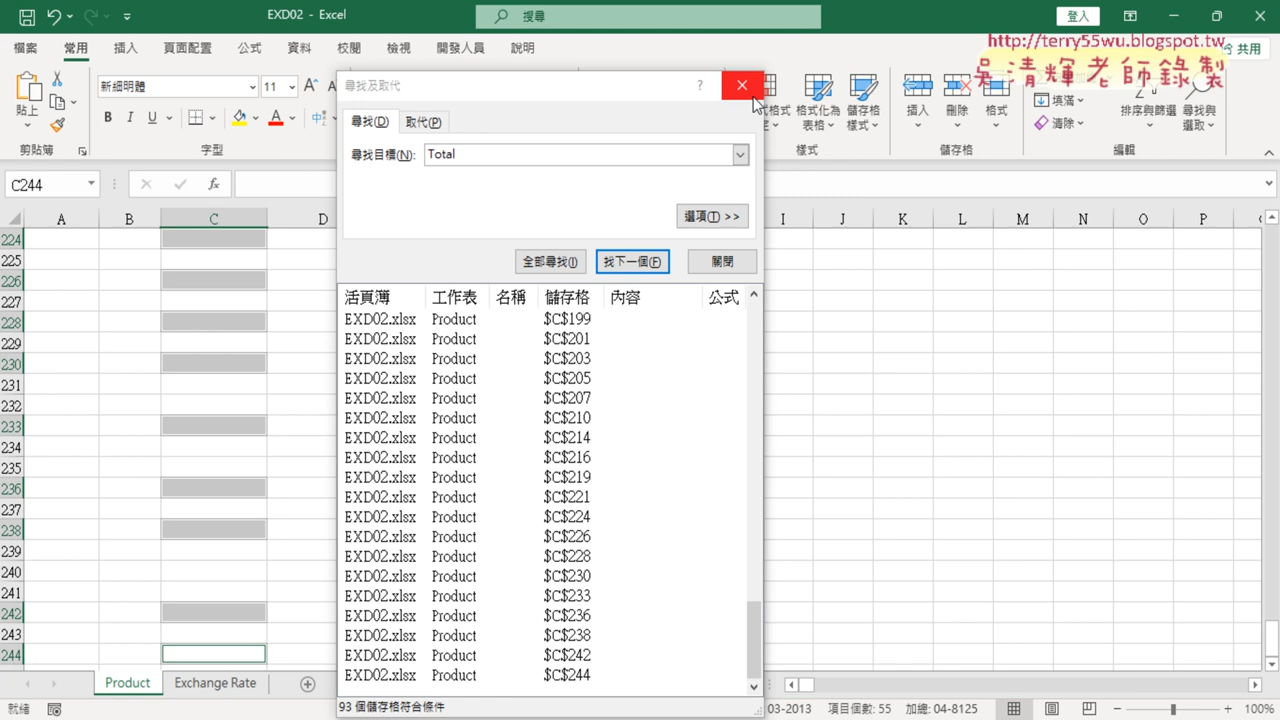 EXD02 - Excel
搜尋
登入
檔案 常用 插入 頁面配置 公式 資料 校閱 檢視 開發人員 說明
共用
http://terry55wu.blogspot.tw
吳清輝老師錄製
貼上
新細明體 11
B I U
剪貼簿 字型
格式化為表格 儲存格樣式
樣式
插入 刪除 格式
儲存格
填滿
清除
排序與篩選 尋找與選取
編輯
C244
fx
尋找及取代
尋找(D) 取代(P)
尋找目標(N): Total
選項(T) >>
全部尋找(I) 找下一個(F) 關閉
活頁簿 工作表 名稱 儲存格 內容 公式
EXD02.xlsx Product $C$199
EXD02.xlsx Product $C$201
EXD02.xlsx Product $C$203
EXD02.xlsx Product $C$205
EXD02.xlsx Product $C$207
EXD02.xlsx Product $C$210
EXD02.xlsx Product $C$214
EXD02.xlsx Product $C$216
EXD02.xlsx Product $C$219
EXD02.xlsx Product $C$221
EXD02.xlsx Product $C$224
EXD02.xlsx Product $C$226
EXD02.xlsx Product $C$228
EXD02.xlsx Product $C$230
EXD02.xlsx Product $C$233
EXD02.xlsx Product $C$236
EXD02.xlsx Product $C$238
EXD02.xlsx Product $C$242
EXD02.xlsx Product $C$244
93 個儲存格符合條件
A B C D I J K L M N O P
224
225
226
227
228
229
230
231
232
233
234
235
236
237
238
239
240
241
242
243
244
Product Exchange Rate
就緒
03-2013 項目個數: 55 加總: 04-8125
100%